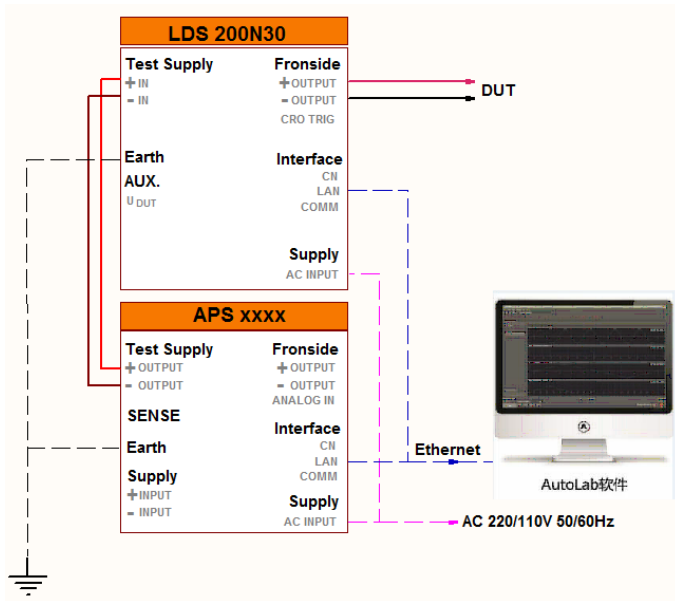 LDS 200N30
Test Supply
+ IN
- IN
Earth
AUX.
U DUT
Fronside
+ OUTPUT
- OUTPUT
CRO TRIG
Interface
CN
LAN
COMM
Supply
AC INPUT
DUT
APS xxxx
Test Supply
+ OUTPUT
- OUTPUT
SENSE
Earth
Supply
+ INPUT
- INPUT
Fronside
+ OUTPUT
- OUTPUT
ANALOG IN
Interface
CN
LAN
COMM
Supply
AC INPUT
Ethernet
AC 220/110V 50/60Hz
AutoLab软件